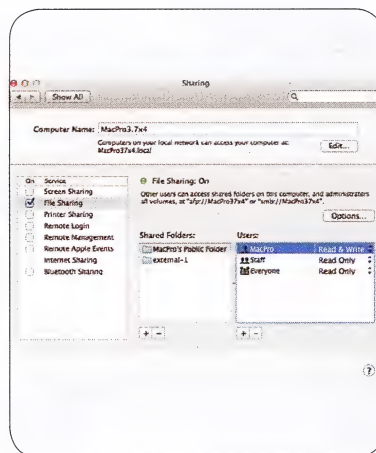 Sharing
Show All
Computer Name: MacPro3.7x4
Computers on your local network can access your computer at:
MacPro37x4.local
Edit...
On Service
Screen Sharing
File Sharing
Printer Sharing
Remote Login
Remote Management
Remote Apple Events
Internet Sharing
Bluetooth Sharing
File Sharing: On
Other users can access shared folders on this computer, and administrators
all volumes, at "afp://MacPro37x4" or "smb://MacPro37x4".
Options...
Shared Folders:
MacPro's Public Folder
external-1
Users:
MacPro Read & Write
Staff Read Only
Everyone Read Only
+ -
+ -
?